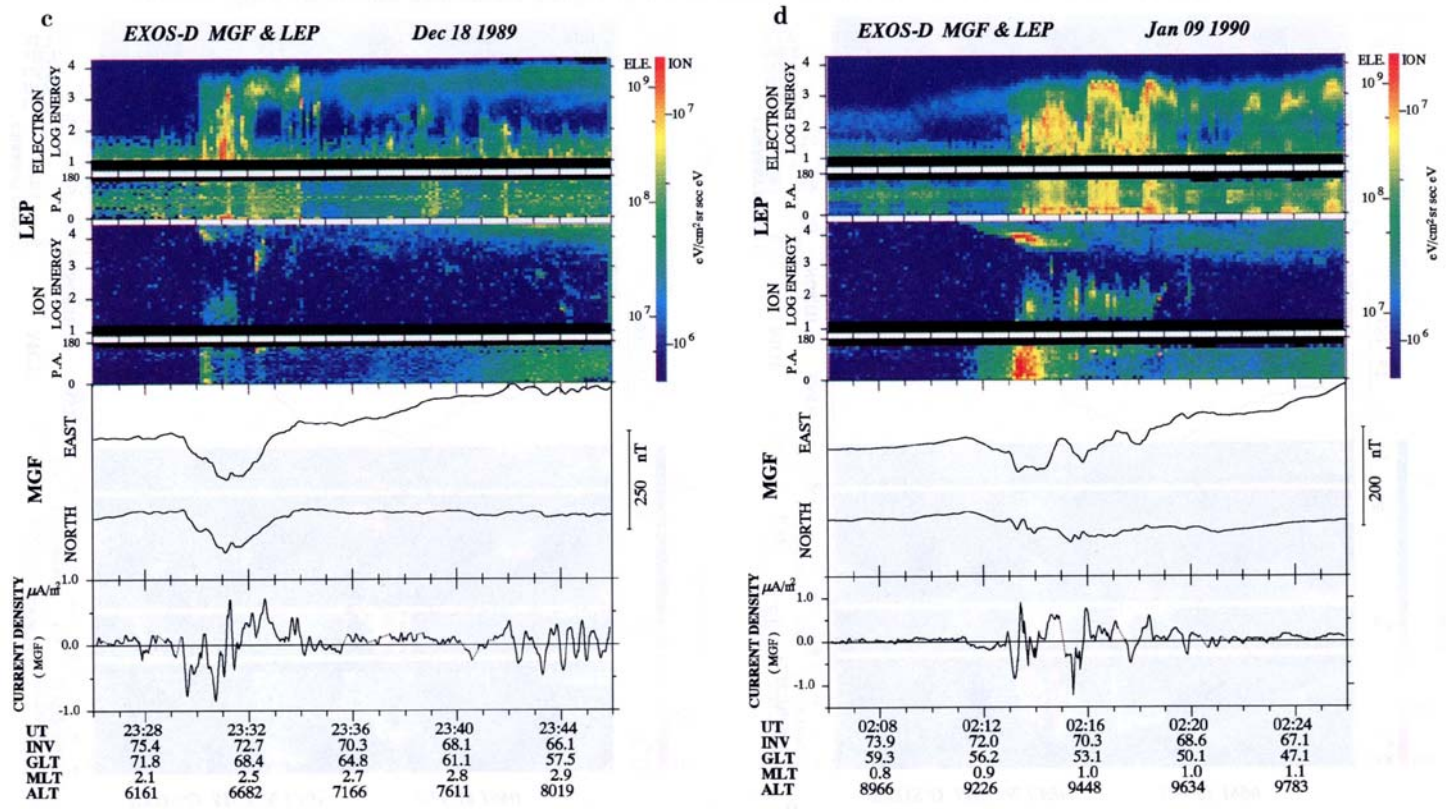 c
EXOS-D MGF & LEP Dec 18 1989
ELE. ION
10^9
10^-7
10^8
10^7
10^-6
eV/cm² sr sec eV
LEP
ELECTRON
LOG ENERGY
4
3
2
1
P.A.
180
0
ION
LOG ENERGY
4
3
2
1
P.A.
180
0
MGF
EAST
NORTH
250 nT
CURRENT DENSITY
( MGF )
μA/m²
1.0
0.0
-1.0
UT 23:28 23:32 23:36 23:40 23:44
INV 75.4 72.7 70.3 68.1 66.1
GLT 71.8 68.4 64.8 61.1 57.5
MLT 2.1 2.5 2.7 2.8 2.9
ALT 6161 6682 7166 7611 8019
d
EXOS-D MGF & LEP Jan 09 1990
ELE. ION
10^9
10^-7
10^8
10^7
10^-6
eV/cm² sr sec eV
LEP
ELECTRON
LOG ENERGY
4
3
2
1
P.A.
180
0
ION
LOG ENERGY
4
3
2
1
P.A.
180
0
MGF
EAST
NORTH
200 nT
CURRENT DENSITY
( MGF )
μA/m²
1.0
0.0
-1.0
UT 02:08 02:12 02:16 02:20 02:24
INV 73.9 72.0 70.3 68.6 67.1
GLT 59.3 56.2 53.1 50.1 47.1
MLT 0.8 0.9 1.0 1.0 1.1
ALT 8966 9226 9448 9634 9783